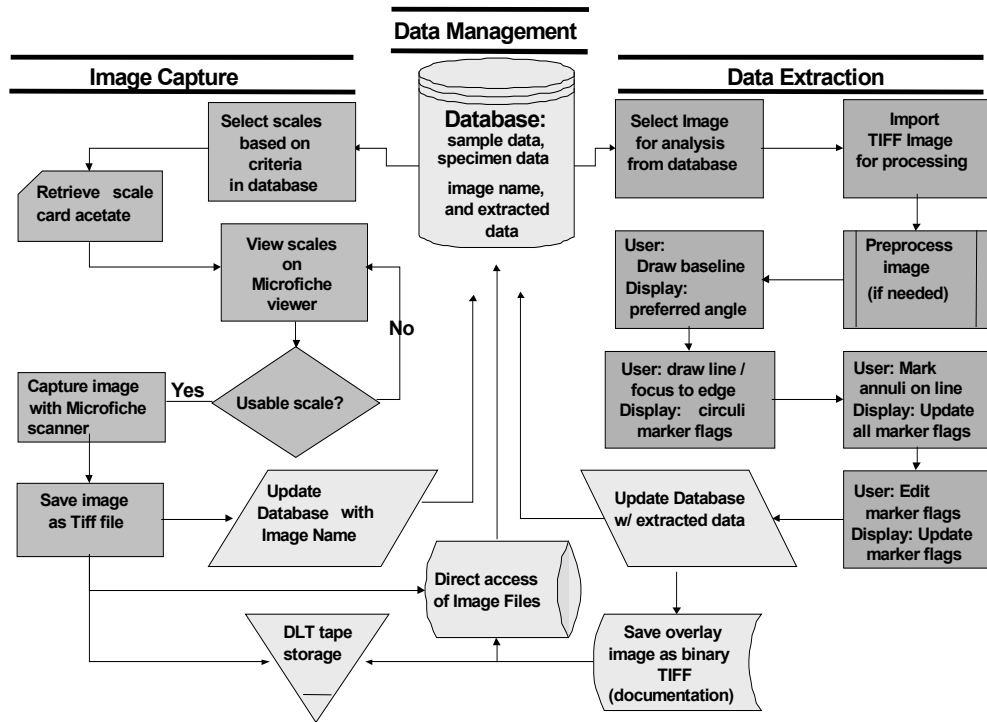 Data Management
Image Capture
Data Extraction
Database:
sample data,
specimen data
image name,
and extracted
data
Select scales
based on
criteria
in database
Retrieve scale
card acetate
View scales
on
Microfiche
viewer
No
Usable scale?
Yes
Capture image
with Microfiche
scanner
Save image
as Tiff file
Update
Database with
Image Name
Direct access
of Image Files
DLT tape
storage
Select Image
for analysis
from database
Import
TIFF Image
for processing
Preprocess
image
(if needed)
User:
Draw baseline
Display:
preferred angle
User: draw line /
focus to edge
Display: circuli
marker flags
User: Mark
annuli on line
Display: Update
all marker flags
User: Edit
marker flags
Display: Update
marker flags
Update Database
w/ extracted data
Save overlay
image as binary
TIFF
(documentation)